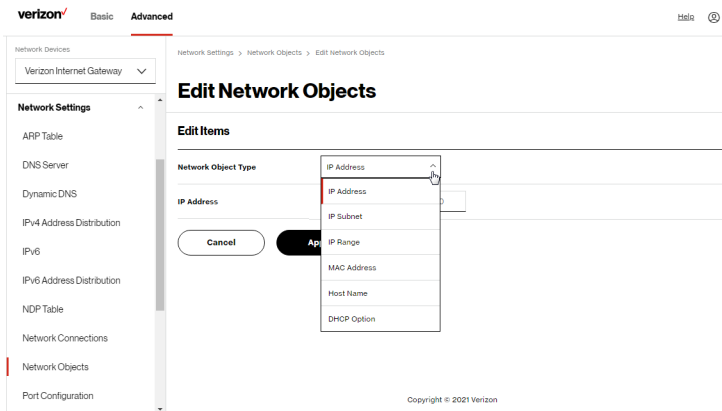 verizon
Basic
Advanced
Help
Network Devices
Verizon Internet Gateway
Network Settings
ARP Table
DNS Server
Dynamic DNS
IPv4 Address Distribution
IPv6
IPv6 Address Distribution
NDP Table
Network Connections
Network Objects
Port Configuration
Network Settings > Network Objects > Edit Network Objects
Edit Network Objects
Edit Items
Network Object Type
IP Address
IP Address
IP Address
IP Subnet
IP Range
MAC Address
Host Name
DHCP Option
Cancel
Copyright © 2021 Verizon